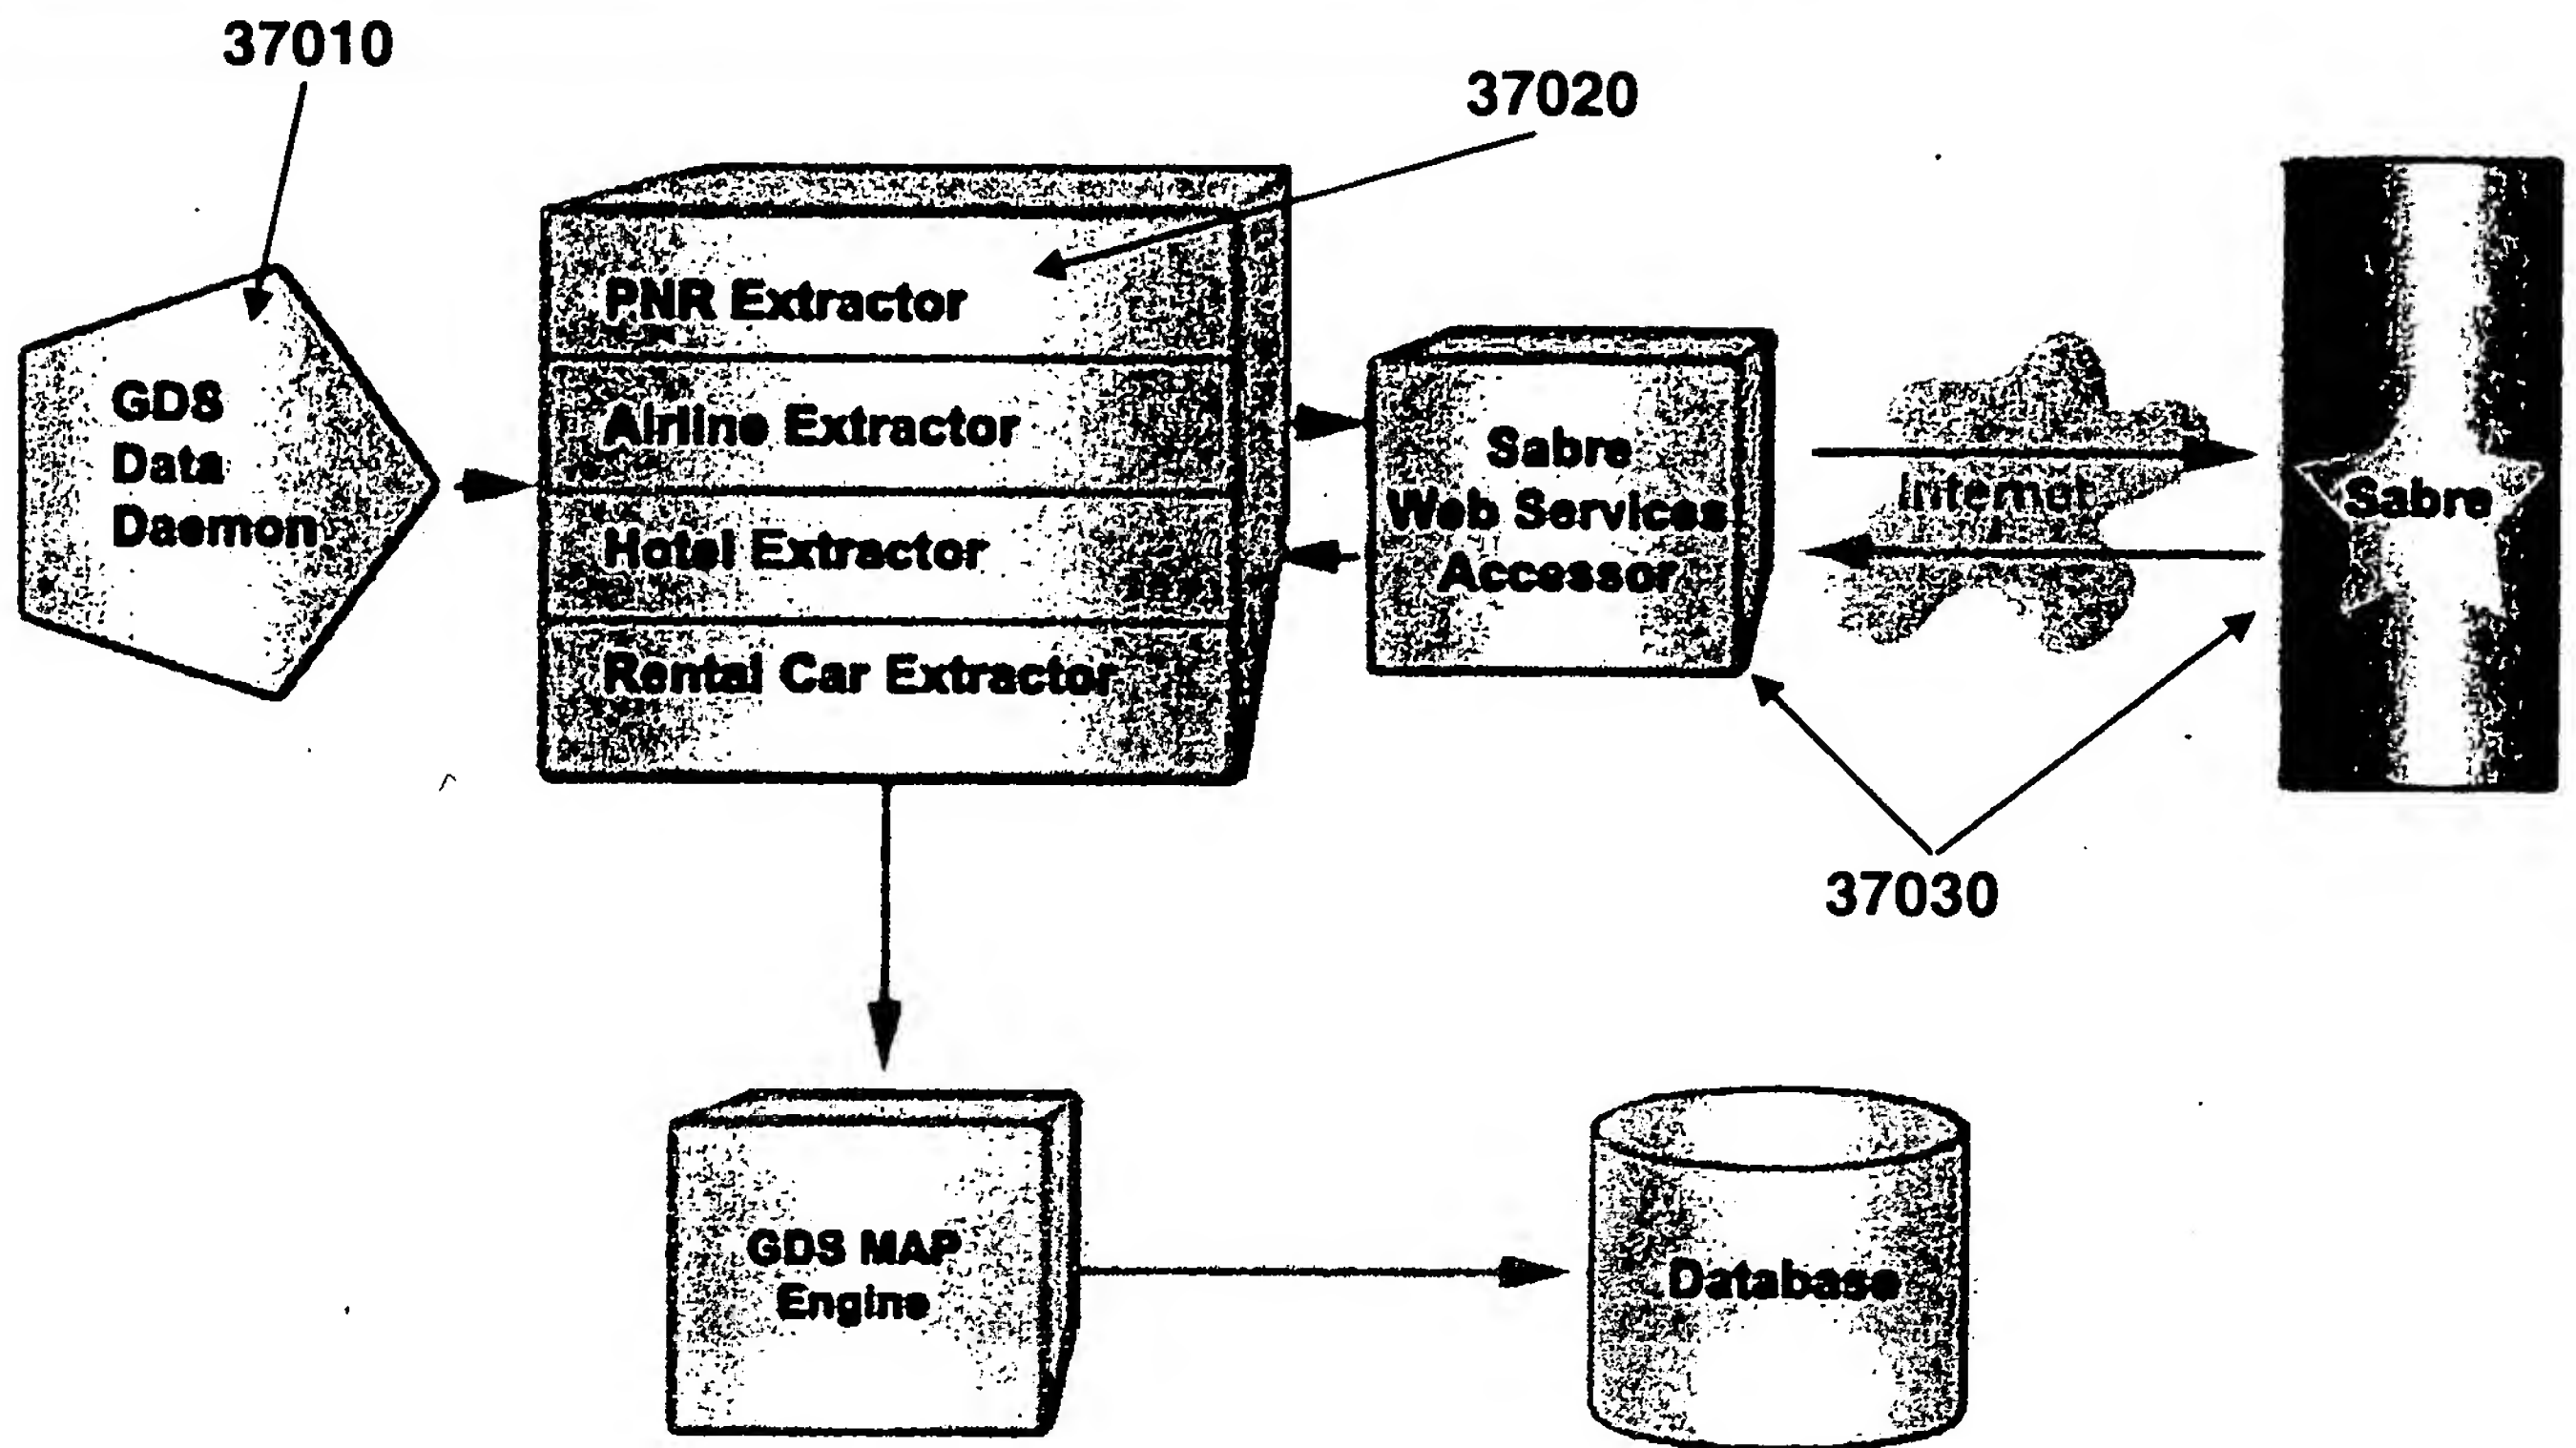 37010
37020
GDS
Data
Daemon
PNR Extractor
Airline Extractor
Hotel Extractor
Rental Car Extractor
Sabre
Web Services
Accessor
Internet
Sabre
37030
GDS MAP
Engine
Database